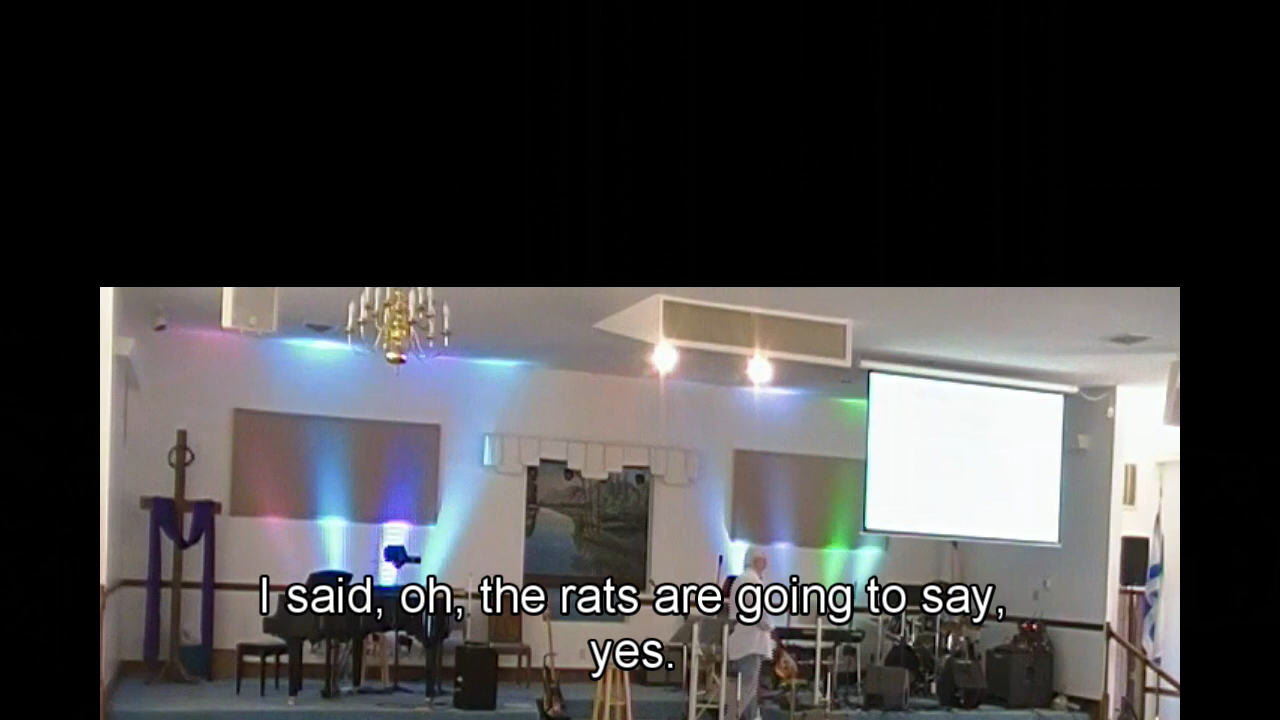 I said, oh, the rats are going to say,
yes.